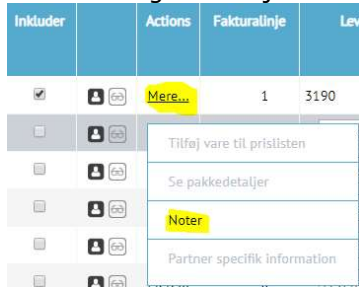 Inkluder Actions Fakturalinje Lev
Mere... 1 3190
Tilføj vare til prislisten
Se pakkedetaljer
Noter
Partner specifik information